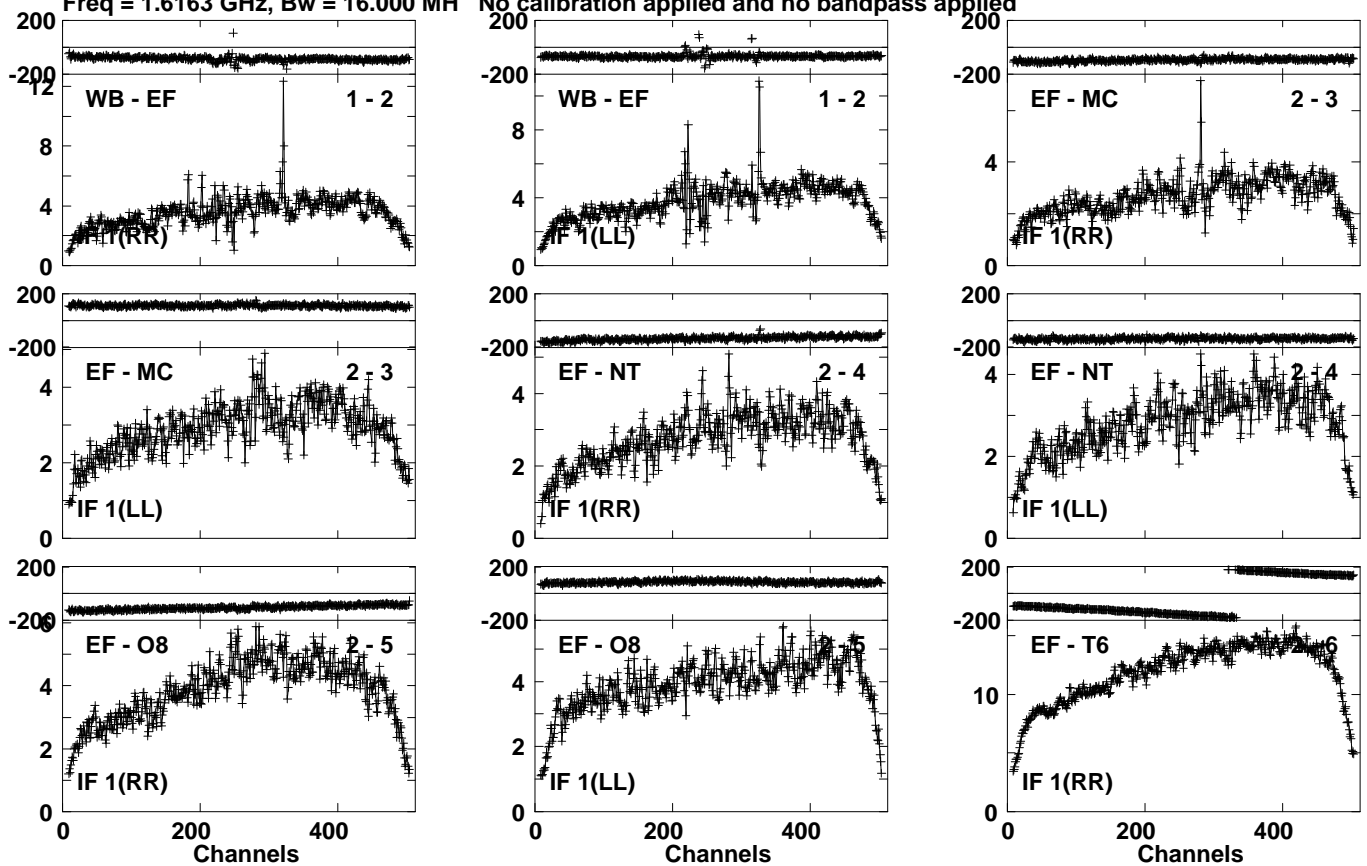 Freq = 1.6163 GHz, Bw = 16.000 MH No calibration applied and no bandpass applied
200 200 200
-200 -200 -200
12
WB - EF 1 - 2 WB - EF 1 - 2 EF - MC 2 - 3
8 8
4 4 4
IF 1(RR) IF 1(LL) IF 1(RR)
0 0 0
200 200 200
-200 -200 -200
EF - MC 2 - 3 EF - NT 2 - 4 EF - NT 2 - 4
4 4 4
2 2 2
IF 1(LL) IF 1(RR) IF 1(LL)
0 0 0
200 200 200
-200 -200 -200
6
EF - O8 2 - 5 EF - O8 2 - 5 EF - T6 2 - 6
4 4 10
2 2
IF 1(RR) IF 1(LL) IF 1(RR)
0 0 0
0 200 400 0 200 400 0 200 400
Channels Channels Channels